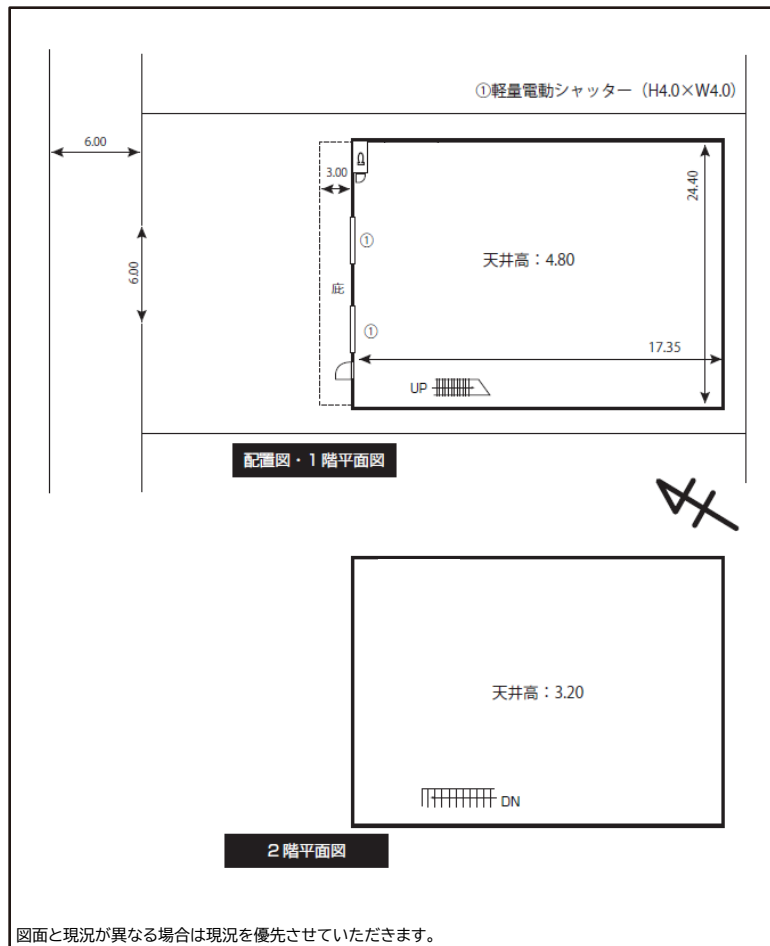 ①軽量電動シャッター（H4.0×W4.0）
6.00
3.00
24.40
①
天井高：4.80
6.00
庇
①
17.35
UP
配置図・1階平面図
天井高：3.20
DN
2階平面図
図面と現況が異なる場合は現況を優先させていただきます。